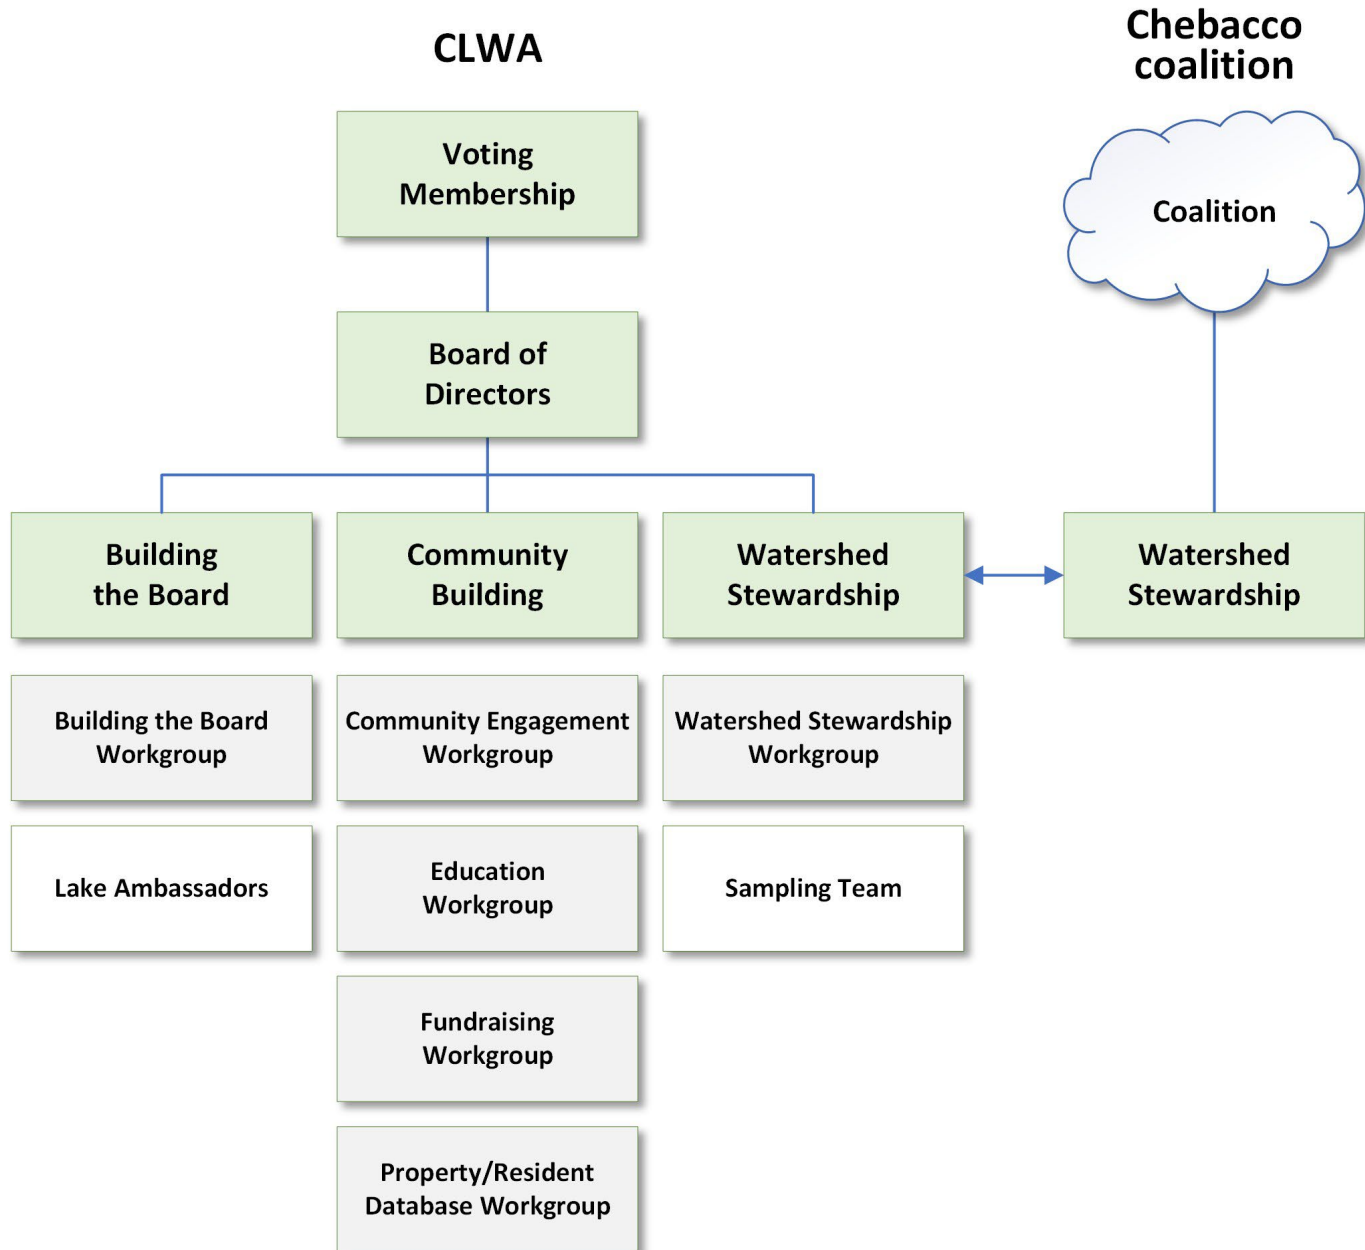 CLWA
Chebacco
coalition
Voting
Membership
Coalition
Board of
Directors
Building
the Board
Community
Building
Watershed
Stewardship
Watershed
Stewardship
Building the Board
Workgroup
Community Engagement
Workgroup
Watershed Stewardship
Workgroup
Lake Ambassadors
Education
Workgroup
Sampling Team
Fundraising
Workgroup
Property/Resident
Database Workgroup